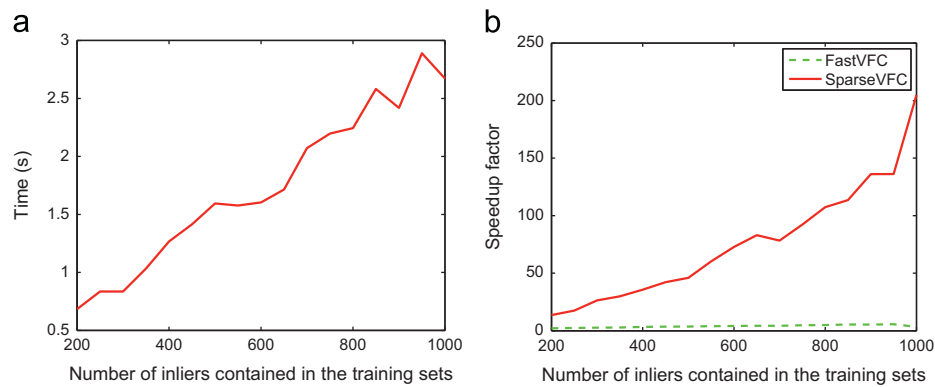 a
3
2.5
2
1.5
1
0.5
Time (s)
200
400
600
800
1000
Number of inliers contained in the training sets
b
250
200
150
100
50
0
Speedup factor
FastVFC
SparseVFC
200
400
600
800
1000
Number of inliers contained in the training sets